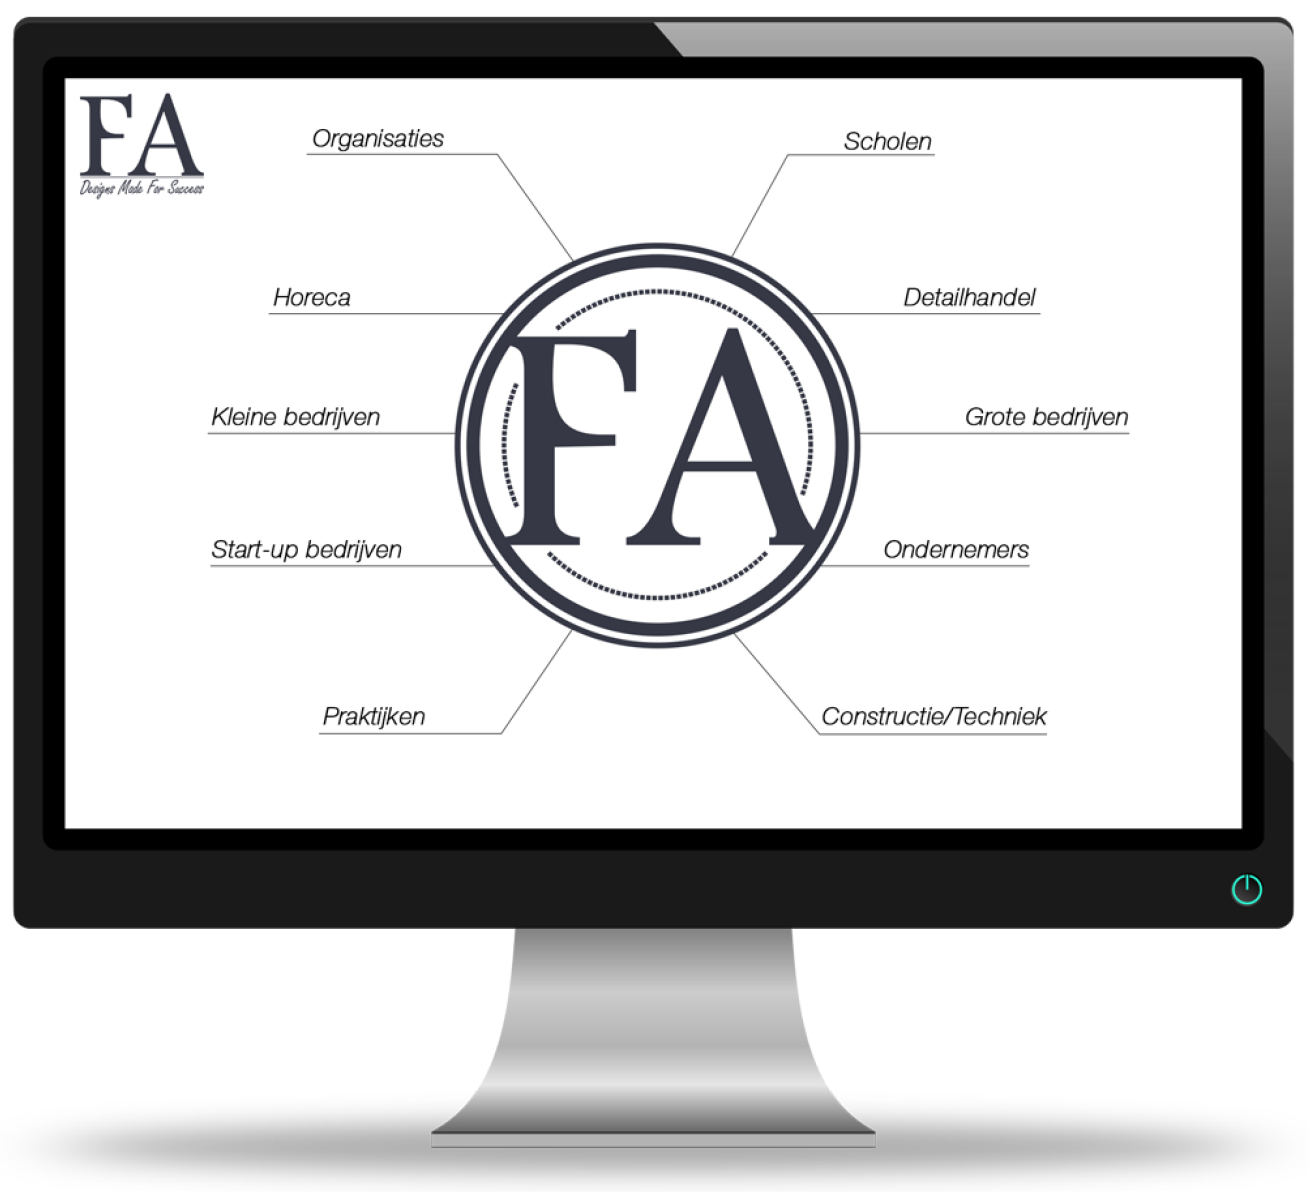 FA
Designs Made For Success
Organisaties
Scholen
Horeca
Detailhandel
FA
Kleine bedrijven
Grote bedrijven
Start-up bedrijven
Ondernemers
Praktijken
Constructie/Techniek